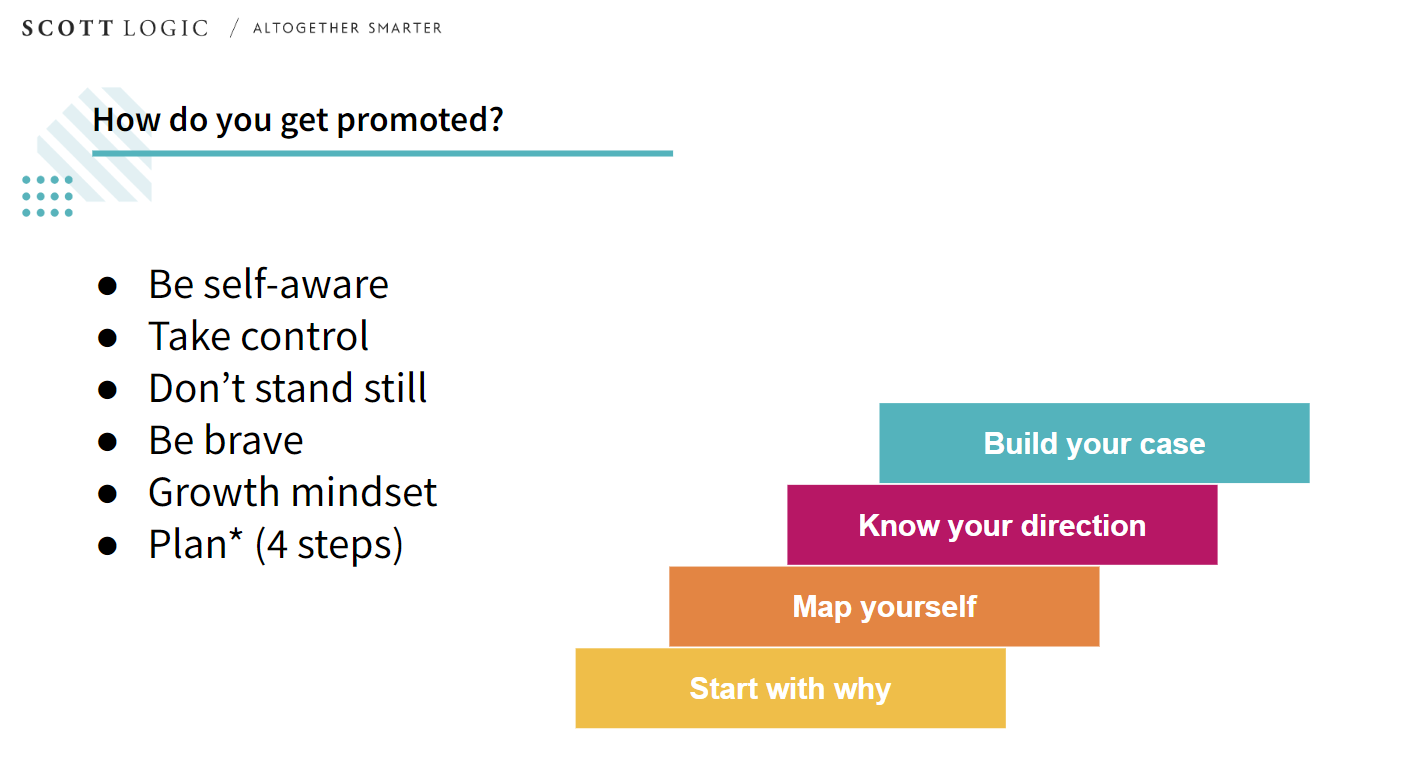 SCOTT LOGIC / ALTOGETHER SMARTER
How do you get promoted?
● Be self-aware
● Take control
● Don’t stand still
● Be brave
● Growth mindset
● Plan* (4 steps)
Build your case
Know your direction
Map yourself
Start with why